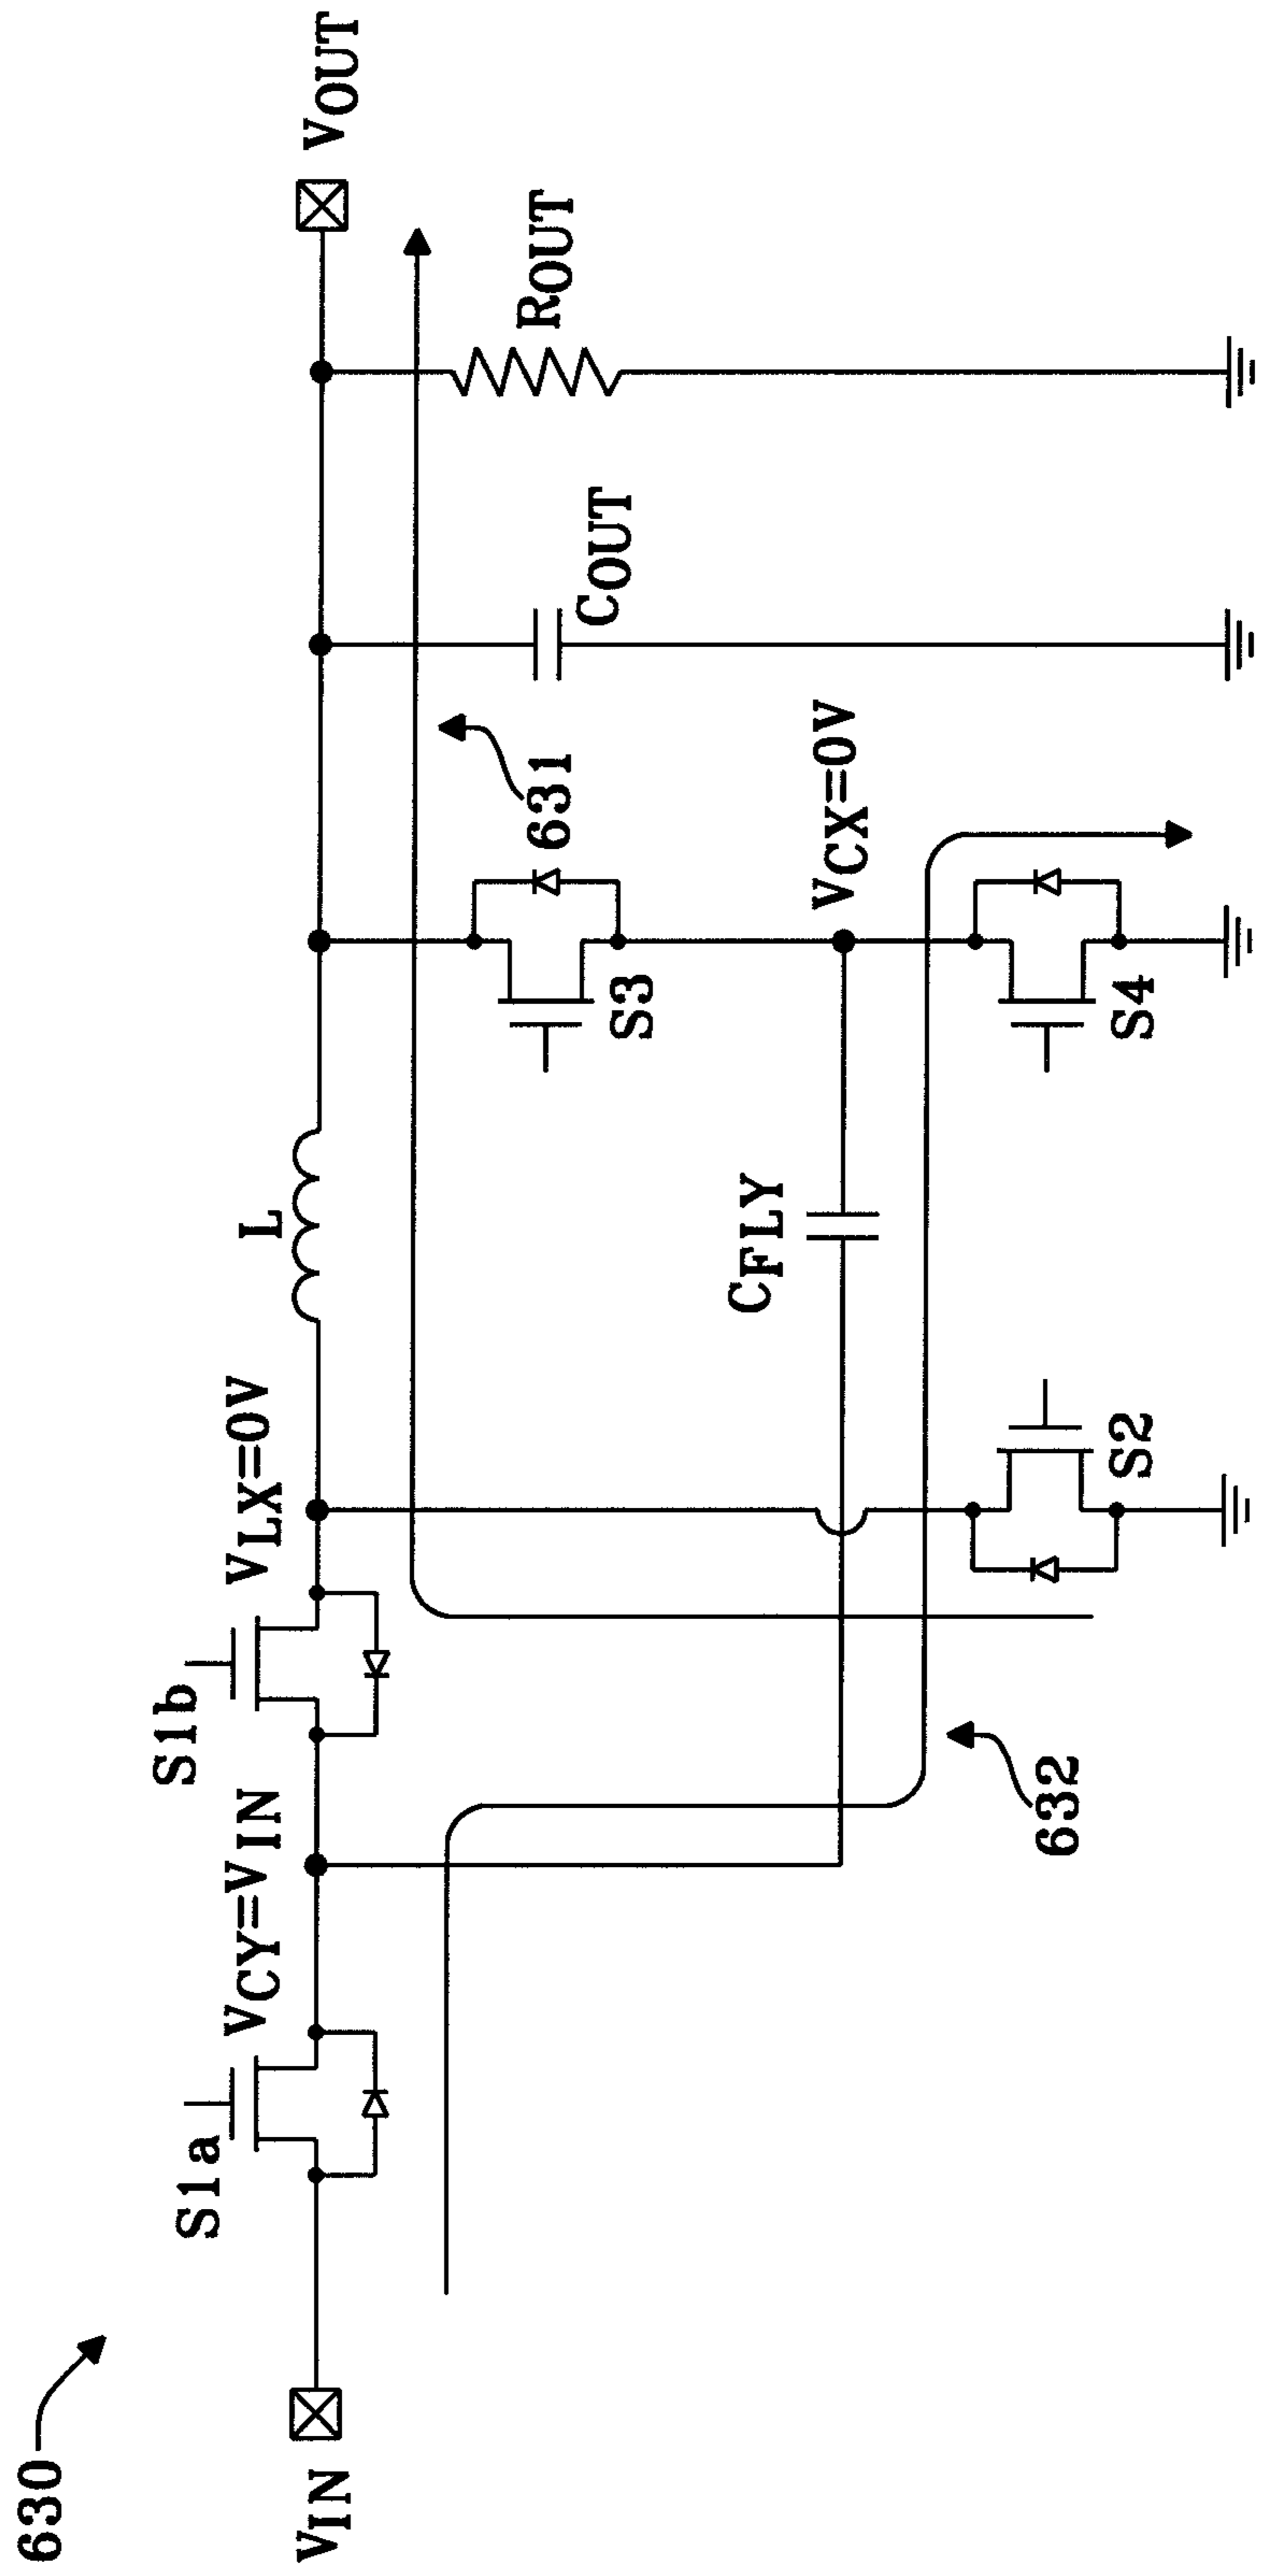 630
VIN
S1a
VCY=VIN
S1b
VLX=0V
L
VOUT
ROUT
COUT
631
S3
VCX=0V
CFLY
S4
S2
632